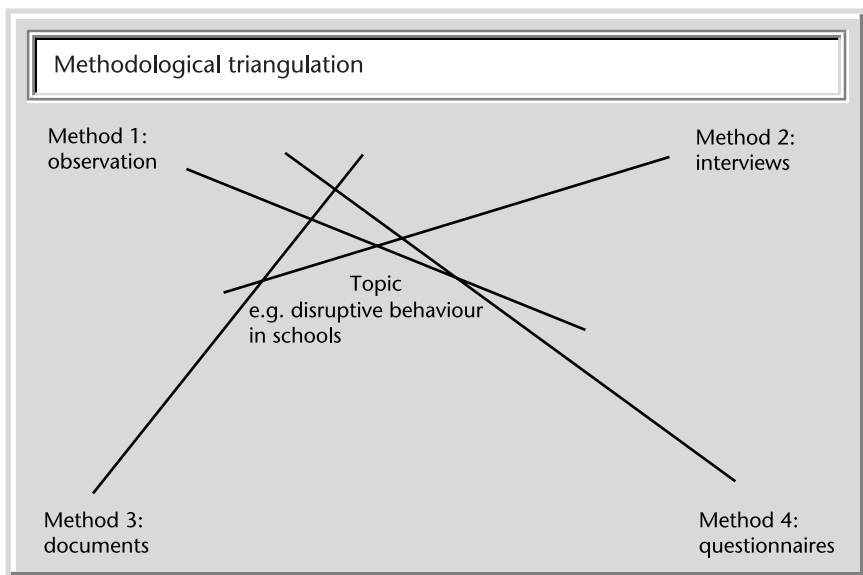 Methodological triangulation
Method 1:
observation
Method 2:
interviews
Topic
e.g. disruptive behaviour
in schools
Method 3:
documents
Method 4:
questionnaires